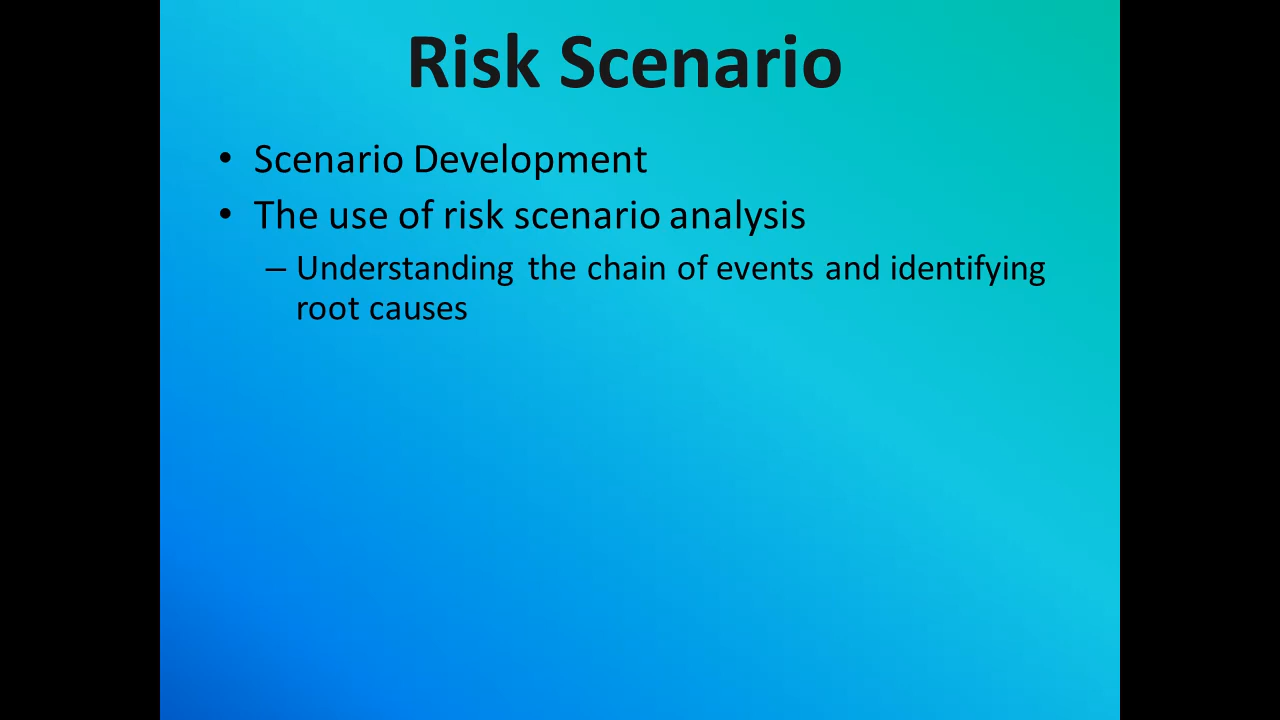 Risk Scenario
• Scenario Development
• The use of risk scenario analysis
– Understanding the chain of events and identifying
root causes